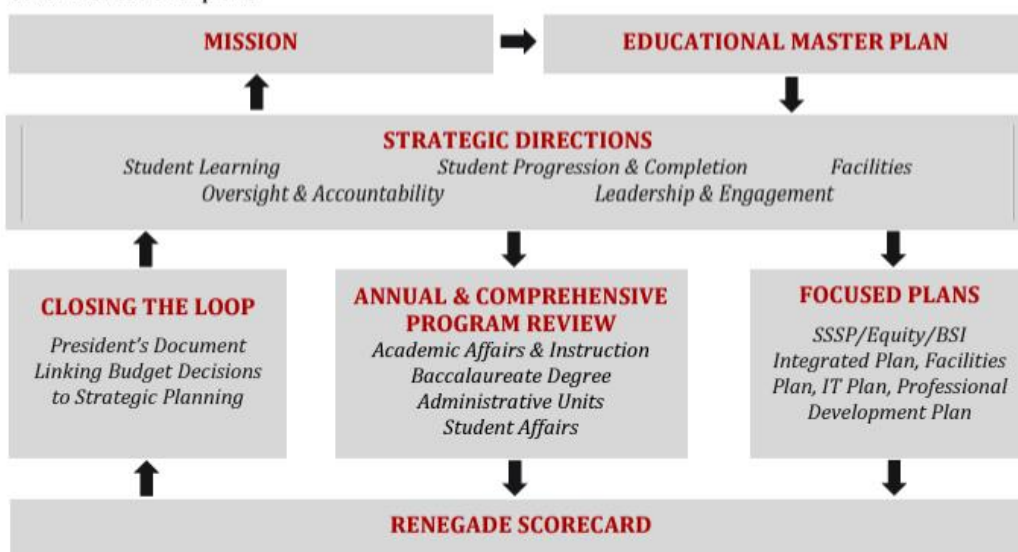 MISSION
EDUCATIONAL MASTER PLAN
STRATEGIC DIRECTIONS
Student Learning Student Progression & Completion Facilities
Oversight & Accountability Leadership & Engagement
CLOSING THE LOOP
President's Document
Linking Budget Decisions
to Strategic Planning
ANNUAL & COMPREHENSIVE
PROGRAM REVIEW
Academic Affairs & Instruction
Baccalaureate Degree
Administrative Units
Student Affairs
FOCUSED PLANS
SSSP/Equity/BSI
Integrated Plan, Facilities
Plan, IT Plan, Professional
Development Plan
RENEGADE SCORECARD